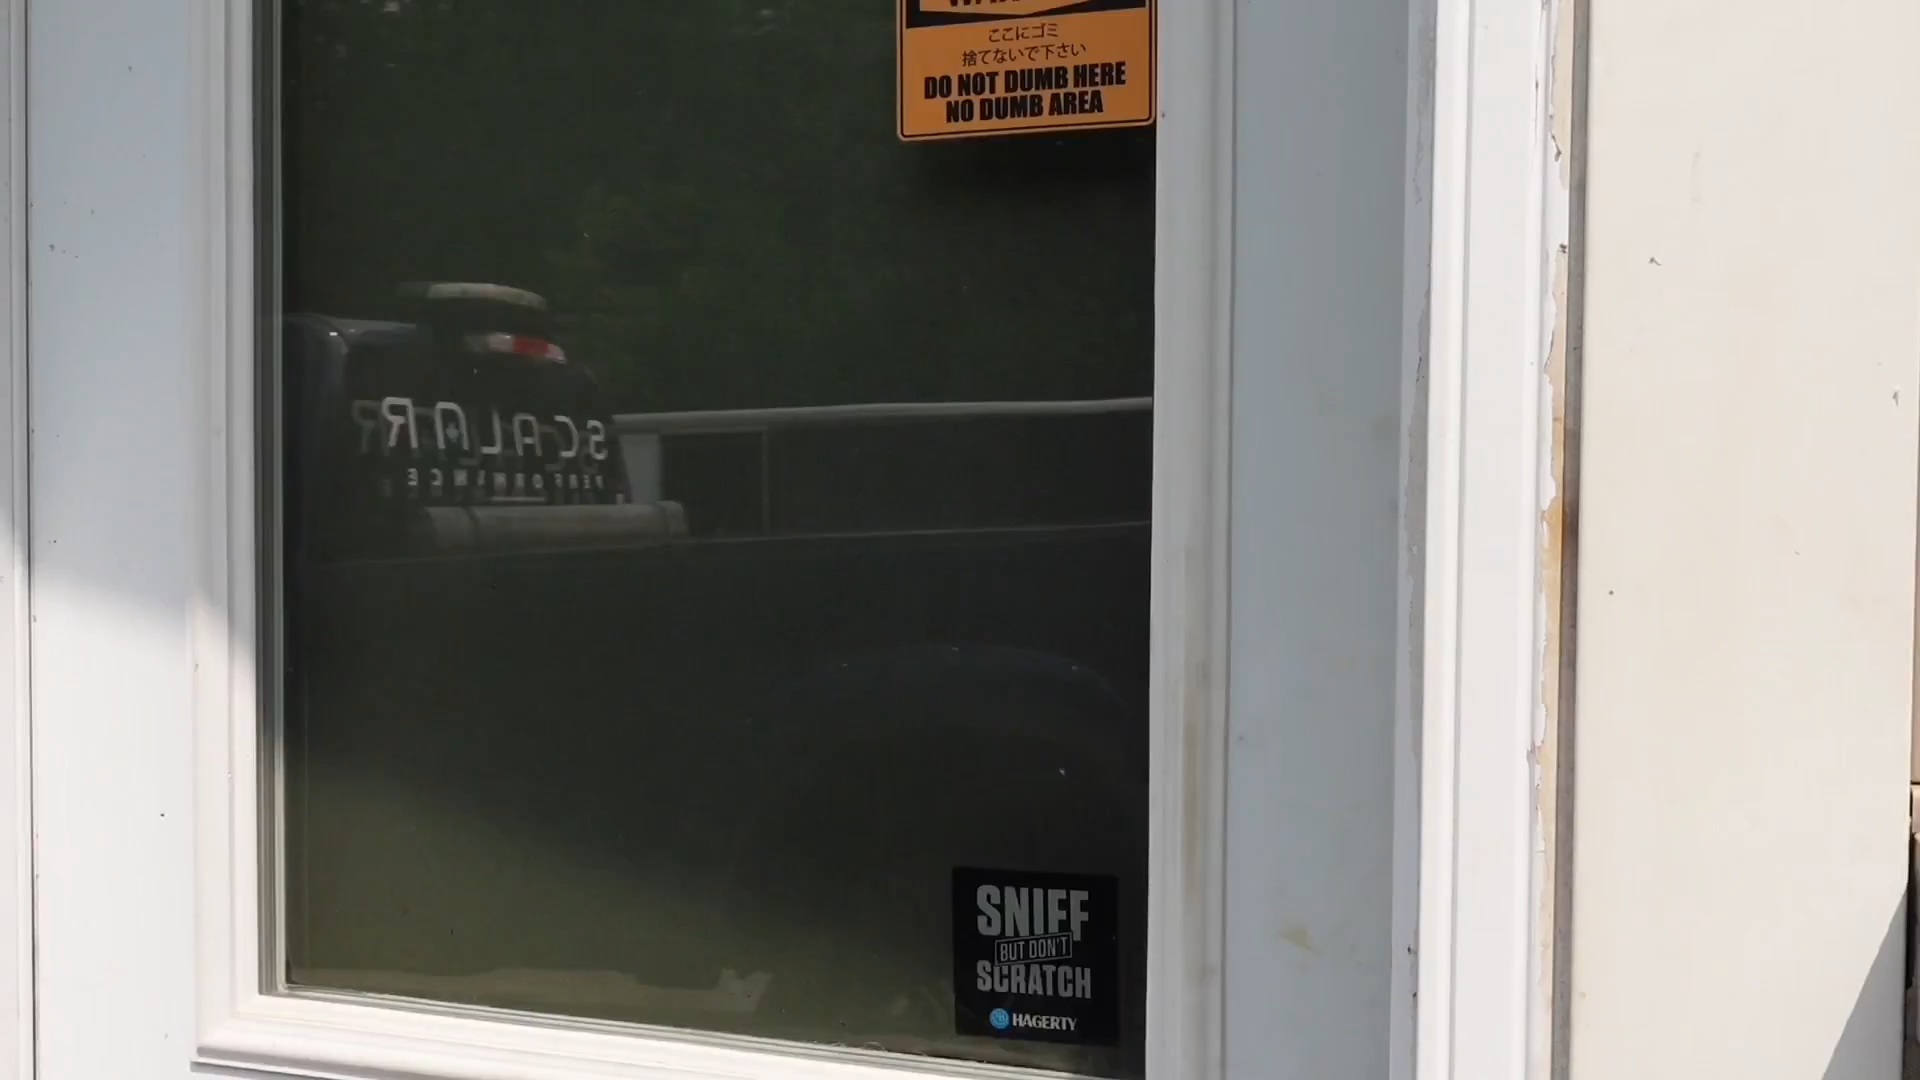 ここにゴミ
捨てないで下さい
DO NOT DUMB HERE
NO DUMB AREA
SCALAR
PERFORMANCE
SNIFF
BUT DON'T
SCRATCH
HAGERTY